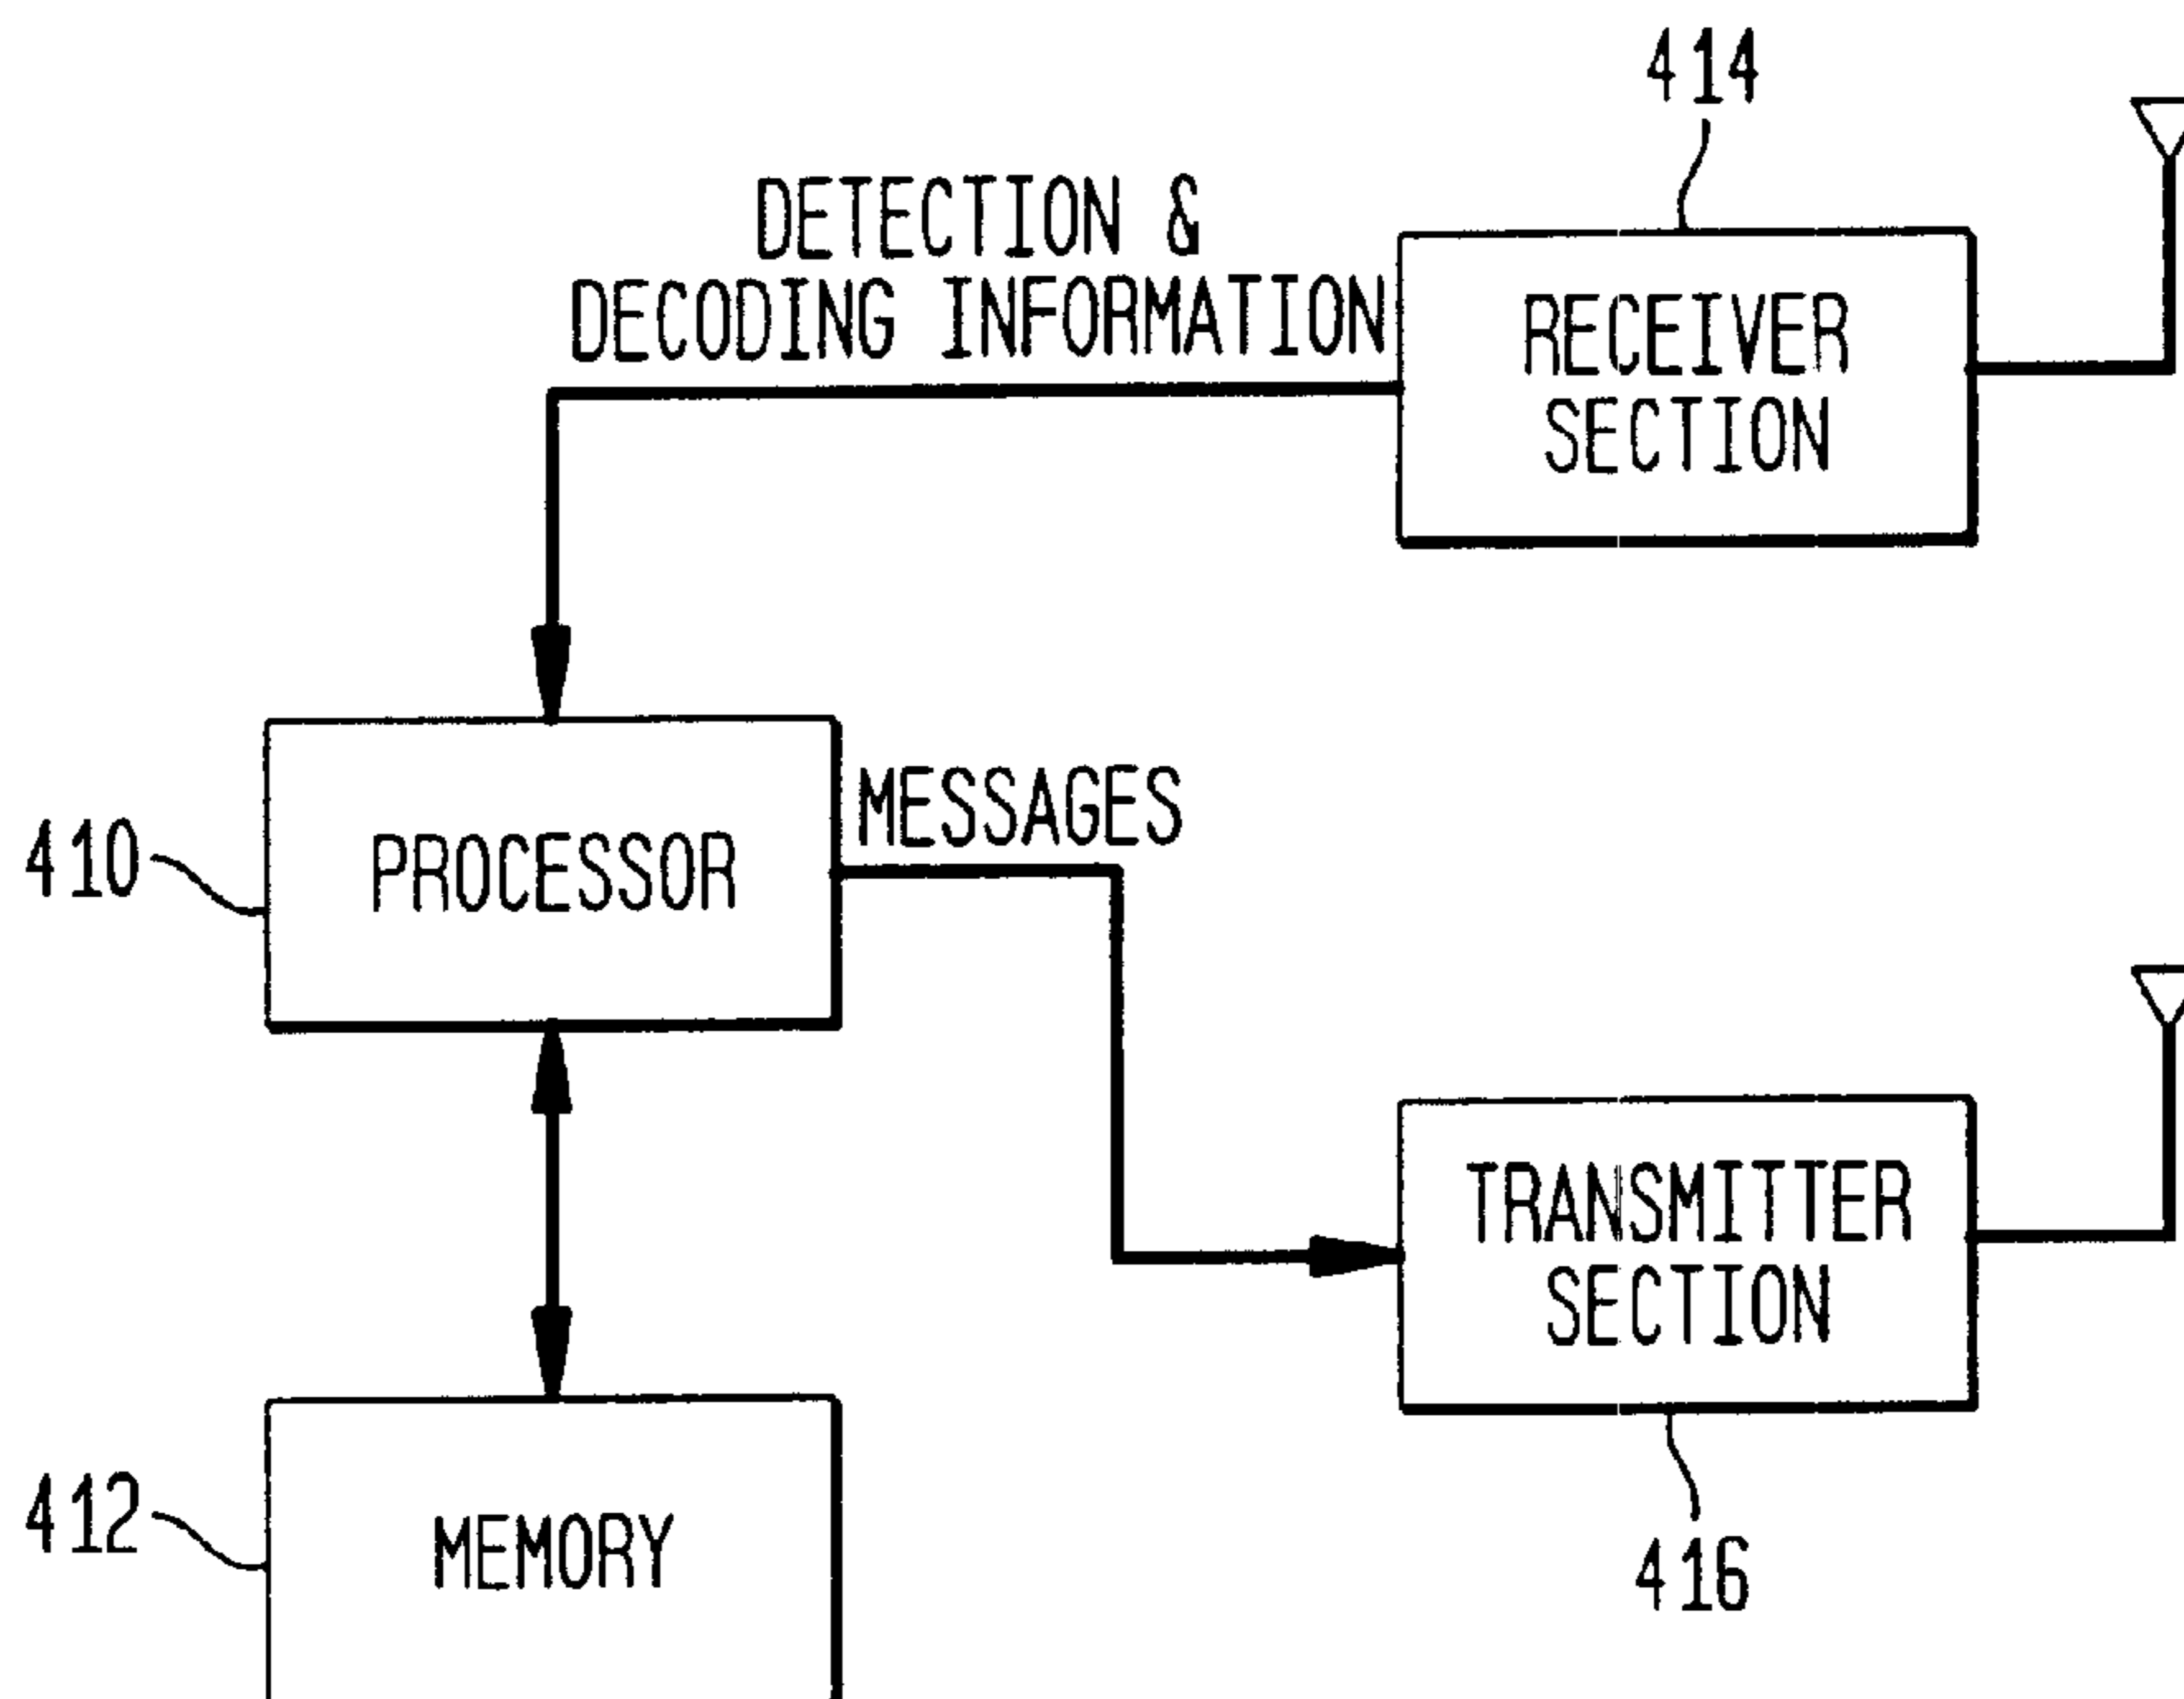 414
DETECTION &
DECODING INFORMATION
RECEIVER
SECTION
MESSAGES
410
PROCESSOR
TRANSMITTER
SECTION
412
MEMORY
416